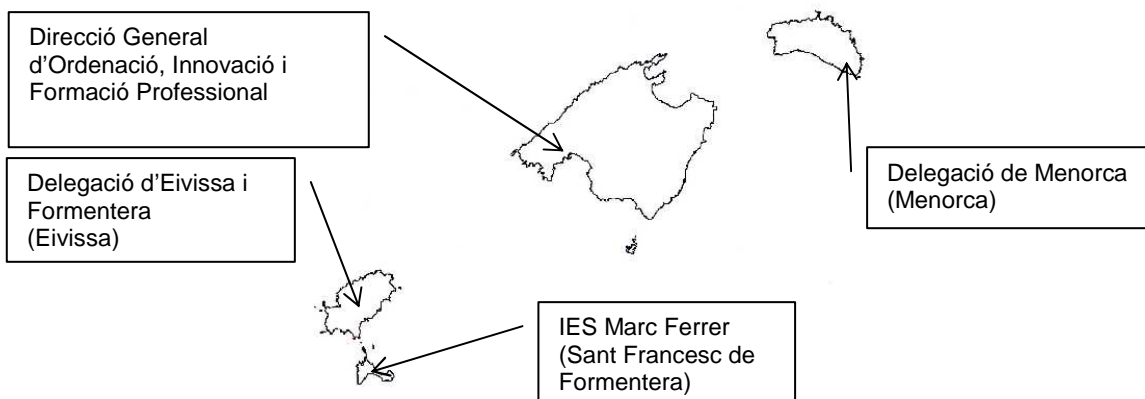 Direcció General
d’Ordenació, Innovació i
Formació Professional
Delegació d’Eivissa i
Formentera
(Eivissa)
Delegació de Menorca
(Menorca)
IES Marc Ferrer
(Sant Francesc de
Formentera)